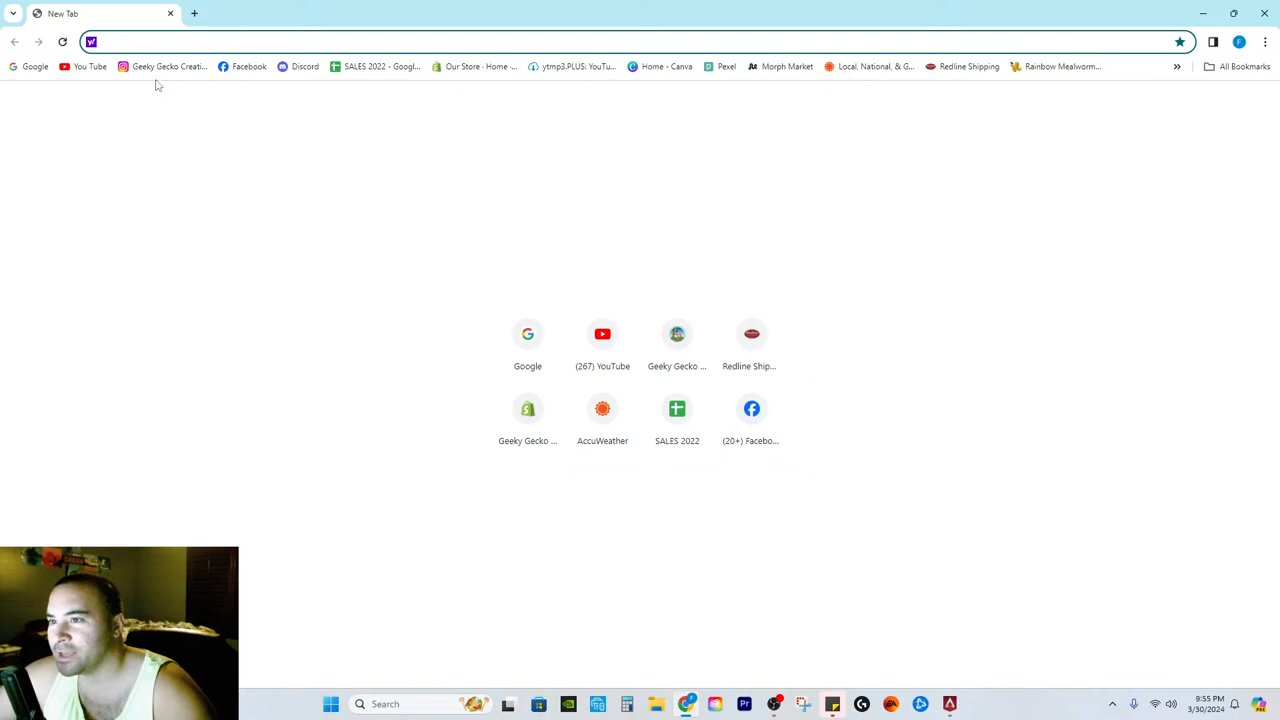 New Tab
y!
Google
You Tube
Geeky Gecko Creati...
Facebook
Discord
SALES 2022 - Googl...
Our Store · Home ·...
ytmp3.PLUS: YouTu...
Home - Canva
Pexel
Morph Market
Local, National, & G...
Redline Shipping
Rainbow Mealworm...
All Bookmarks
F
Google
(267) YouTube
Geeky Gecko ...
Redline Ship...
Geeky Gecko ...
AccuWeather
SALES 2022
(20+) Facebo...
Search
Pr
EA
9:55 PM
3/30/2024